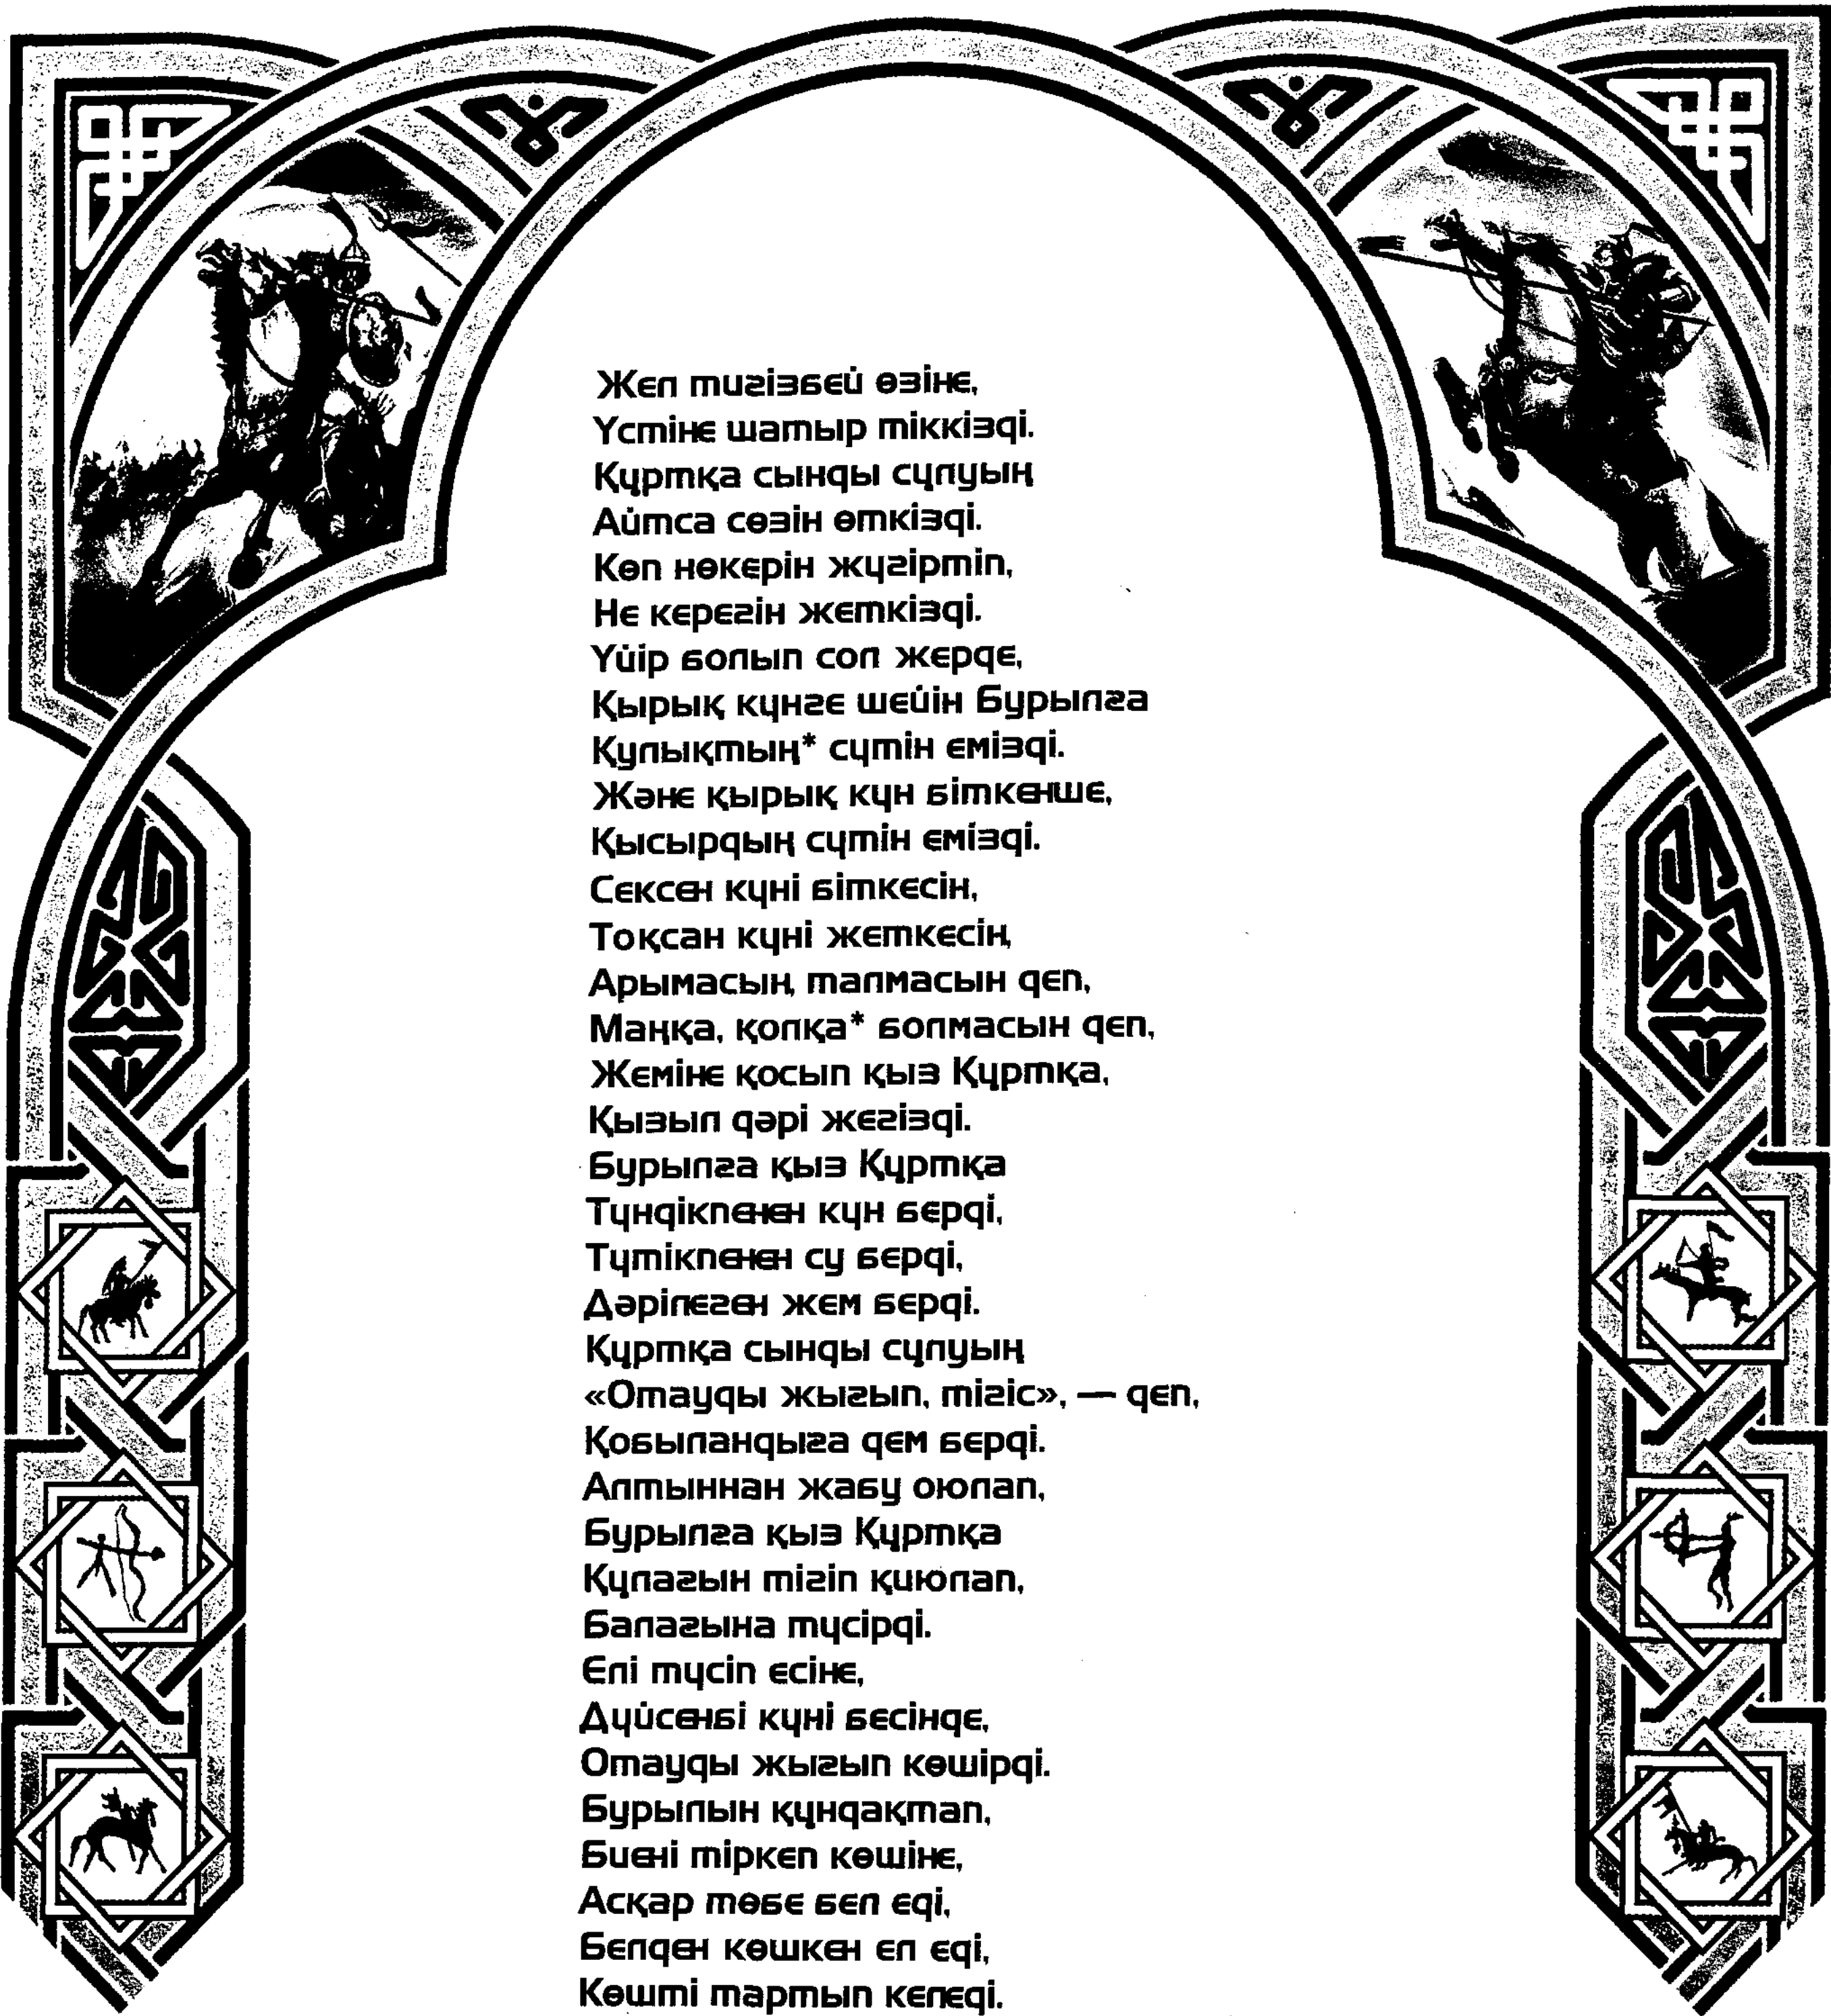 Жел тигізбей өзіне,
Үстіне шатыр тіккізді.
Құртқа сынды сұлуың
Айтса сөзін өткізді.
Көп нөкерін жүгіртіп,
Не керегін жеткізді.
Үйір болып сол жерде,
Қырық күнге шейін Бурылға
Құлықтың* сүтін емізді.
Және қырық күн біткенше,
Қысырдың сүтін емізді.
Сексен күні біткесін,
Тоқсан күні жеткесін,
Арымасын, талмасын деп,
Маңқа, қолқа* болмасын деп,
Жеміне қосып қыз Құртқа,
Қызыл дәрі жегізді.
Бурылға қыз Құртқа
Түндікпенен күн берді,
Түтікпенен су берді,
Дәрілеген жем берді.
Құртқа сынды сұлуың
«Отауды жығып, тігіс», — деп,
Қобыландыға дем берді.
Алтыннан жабу оюлап,
Бурылға қыз Құртқа
Құлағын тігіп қиюлап,
Балағына түсірді.
Елі түсіп есіне,
Дүйсенбі күні бесінде,
Отауды жығып көшірді.
Бурылын құндақтап,
Биені тіркеп көшіне,
Асқар төбе бел еді,
Белден көшкен ел еді,
Көшті тартып келеді.